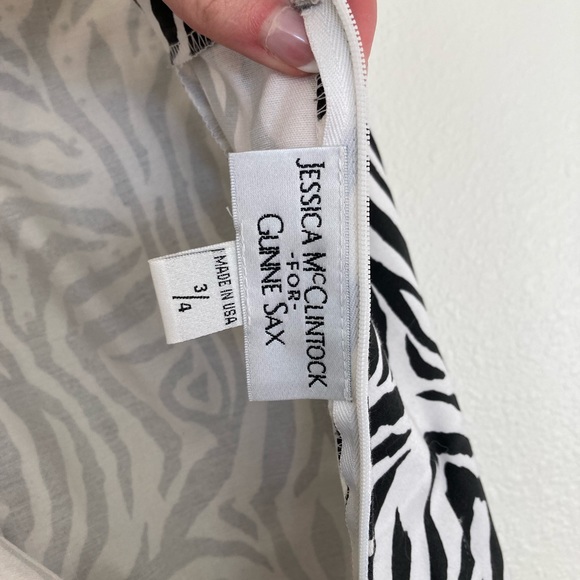 JESSICA McCLINTOCK
-FOR-
GUNNE SAX
MADE IN USA
3/4